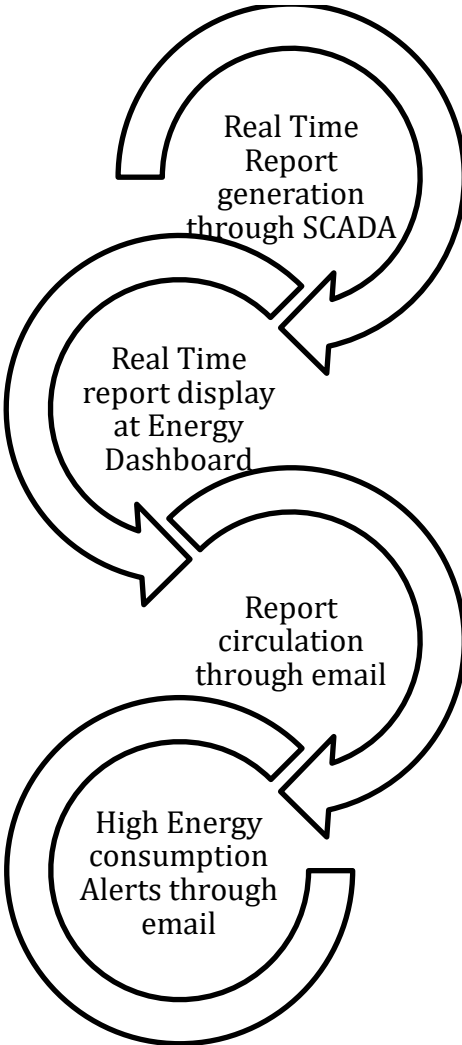 Real Time
Report
generation
through SCADA
Real Time
report display
at Energy
Dashboard
Report
circulation
through email
High Energy
consumption
Alerts through
email